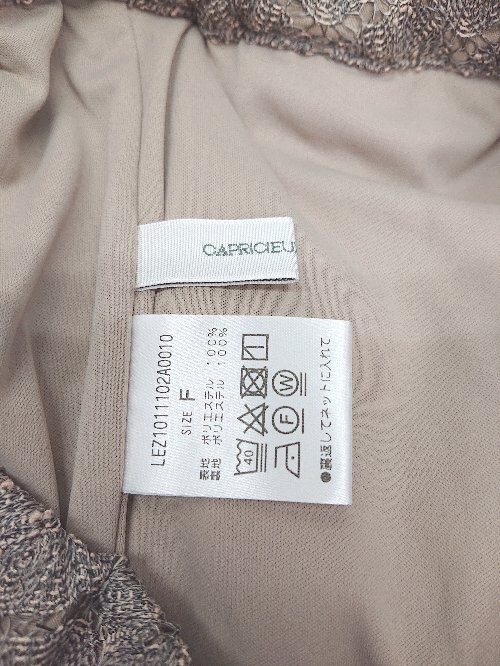 CAPRICIEU
LEZ1011102A0010
SIZE F
表地 ポリエステル 100%
裏地 ポリエステル 100%
40
W
F
●裏返してネットに入れて